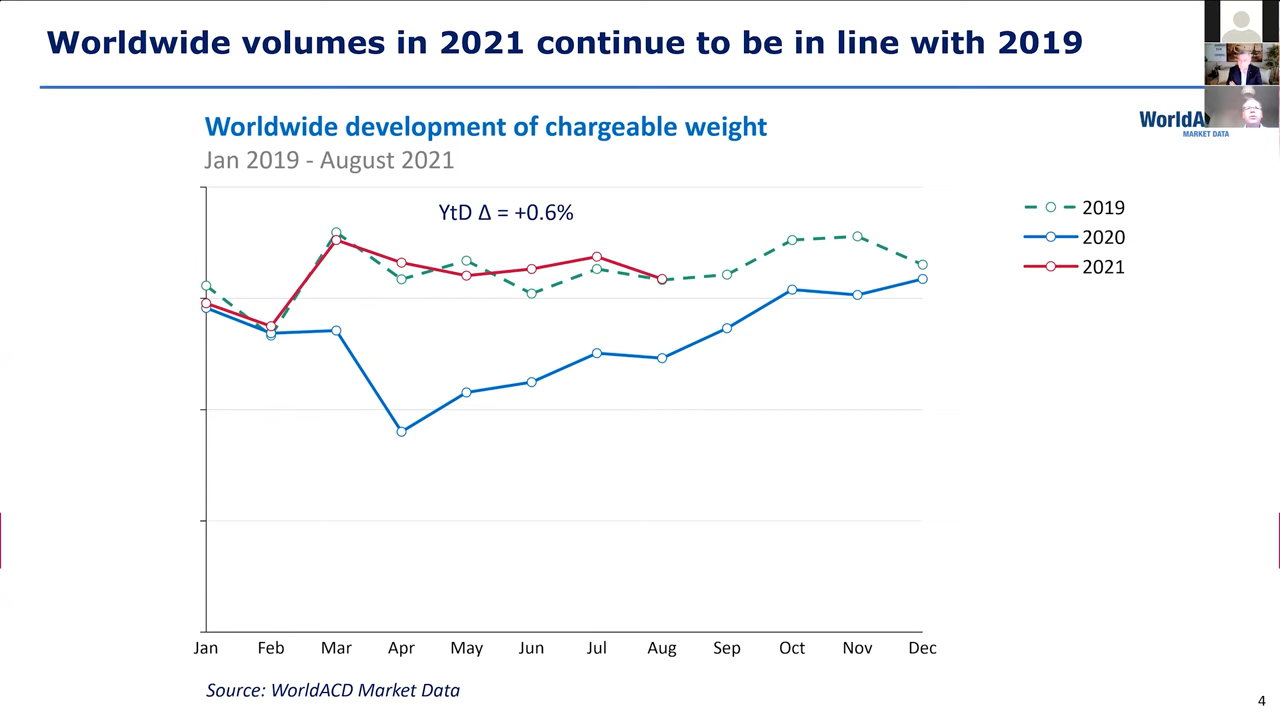 Worldwide volumes in 2021 continue to be in line with 2019
Worldwide development of chargeable weight
Jan 2019 - August 2021
WorldA
MARKET DATA
YtD Δ = +0.6%
2019
2020
2021
Jan Feb Mar Apr May Jun Jul Aug Sep Oct Nov Dec
Source: WorldACD Market Data
4